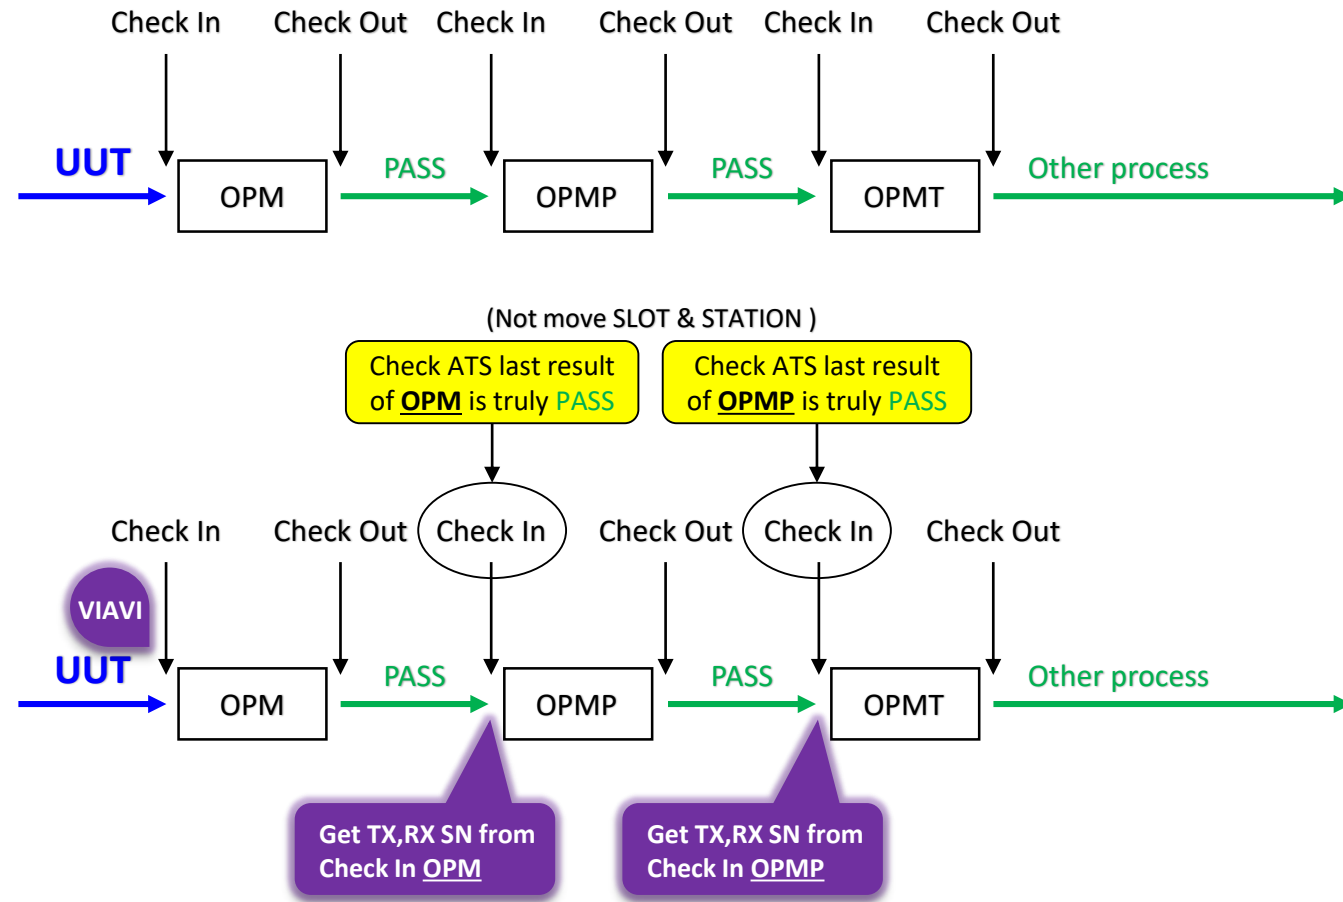 Check In Check Out Check In Check Out Check In Check Out
UUT PASS PASS Other process
OPM OPMP OPMT
(Not move SLOT & STATION )
Check ATS last result
of OPM is truly PASS
Check ATS last result
of OPMP is truly PASS
Check In Check Out Check In Check Out Check In Check Out
VIAVI
UUT PASS PASS Other process
OPM OPMP OPMT
Get TX,RX SN from
Check In OPM
Get TX,RX SN from
Check In OPMP